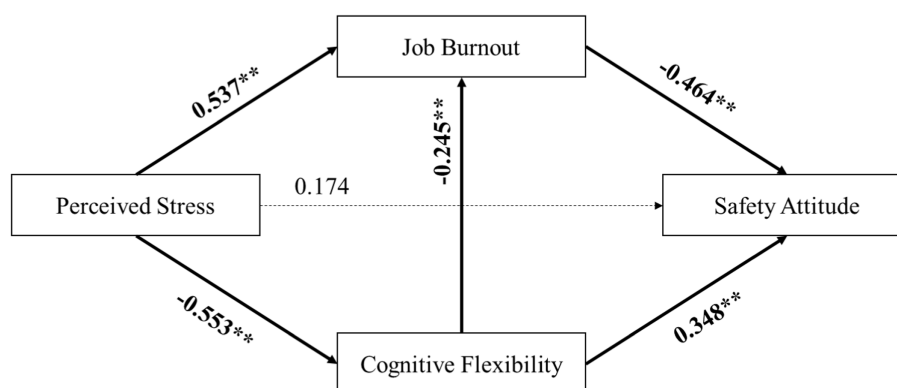 Job Burnout
0.537**
-0.464**
-0.245**
0.174
Perceived Stress
Safety Attitude
-0.553**
0.348**
Cognitive Flexibility